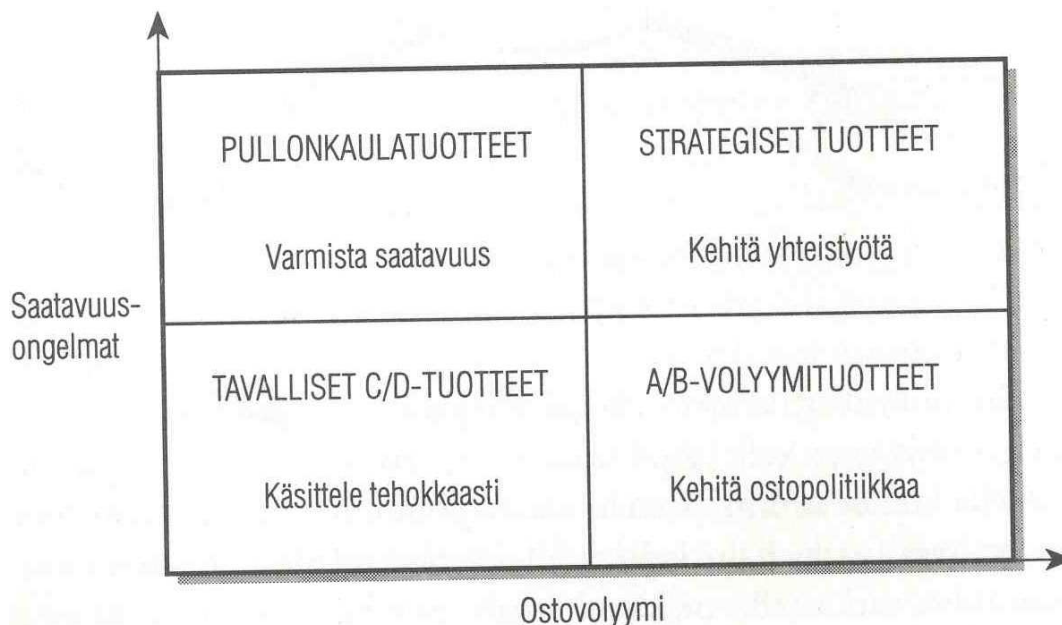 PULLONKAULATUOTTEET
Varmista saatavuus
STRATEGISET TUOTTEET
Kehitä yhteistyötä
Saatavuus-
ongelmat
TAVALLISET C/D-TUOTTEET
Käsittele tehokkaasti
A/B-VOLYYMITUOTTEET
Kehitä ostopolitiikkaa
Ostovolyymi